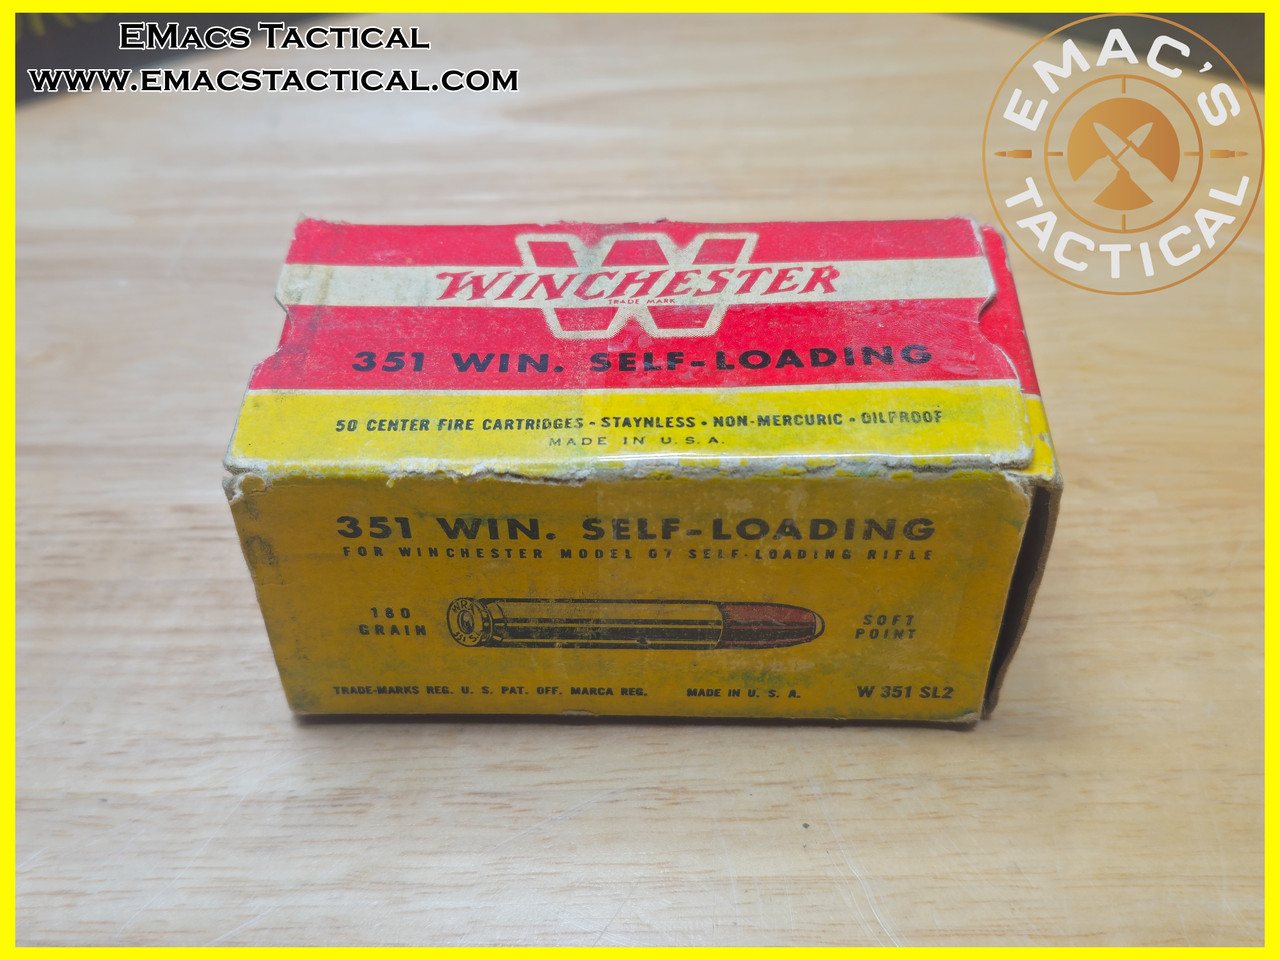 EMACS TACTICAL
WWW.EMACSTACTICAL.COM
EMAC'S
TACTICAL
W
WINCHESTER
TRADE MARK
351 WIN. SELF-LOADING
50 CENTER FIRE CARTRIDGES - STAYNLESS - NON-MERCURIC - OILPROOF
MADE IN U.S.A.
351 WIN. SELF-LOADING
FOR WINCHESTER MODEL 07 SELF-LOADING RIFLE
180
GRAIN
WRA
351 S.
SOFT
POINT
TRADE-MARKS REG. U. S. PAT. OFF. MARCA REG. MADE IN U. S. A. W 351 SL2